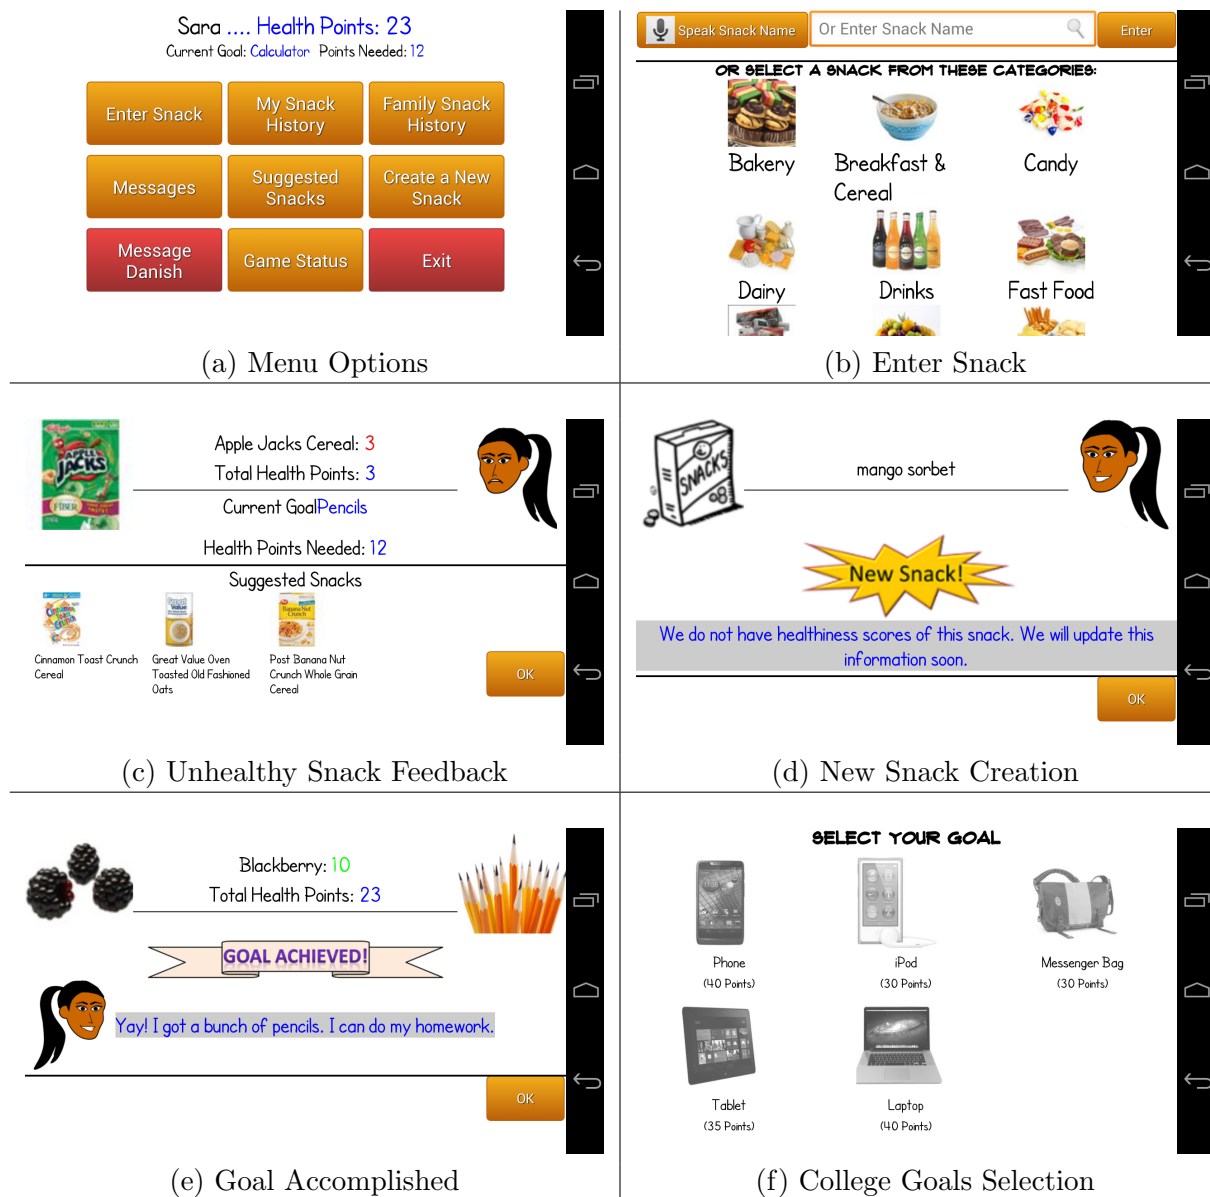 Sara .... Health Points: 23
Current Goal: Calculator Points Needed: 12
Enter Snack
My Snack
History
Family Snack
History
Messages
Suggested
Snacks
Create a New
Snack
Message
Danish
Game Status
Exit
(a) Menu Options
Speak Snack Name
Or Enter Snack Name
Enter
OR SELECT A SNACK FROM THESE CATEGORIES:
Bakery
Breakfast &
Cereal
Candy
Dairy
Drinks
Fast Food
(b) Enter Snack
APPLE
JACKS
FIBER
Apple Jacks Cereal: 3
Total Health Points: 3
Current GoalPencils
Health Points Needed: 12
Suggested Snacks
Cinnamon Toast Crunch
Cereal
Great Value Oven
Toasted Old Fashioned
Oats
Post Banana Nut
Crunch Whole Grain
Cereal
OK
(c) Unhealthy Snack Feedback
SNACKS
mango sorbet
New Snack!
We do not have healthiness scores of this snack. We will update this
information soon.
OK
(d) New Snack Creation
Blackberry: 10
Total Health Points: 23
GOAL ACHIEVED!
Yay! I got a bunch of pencils. I can do my homework.
OK
(e) Goal Accomplished
SELECT YOUR GOAL
Phone
(40 Points)
iPod
(30 Points)
Messenger Bag
(30 Points)
Tablet
(35 Points)
Laptop
(40 Points)
(f) College Goals Selection